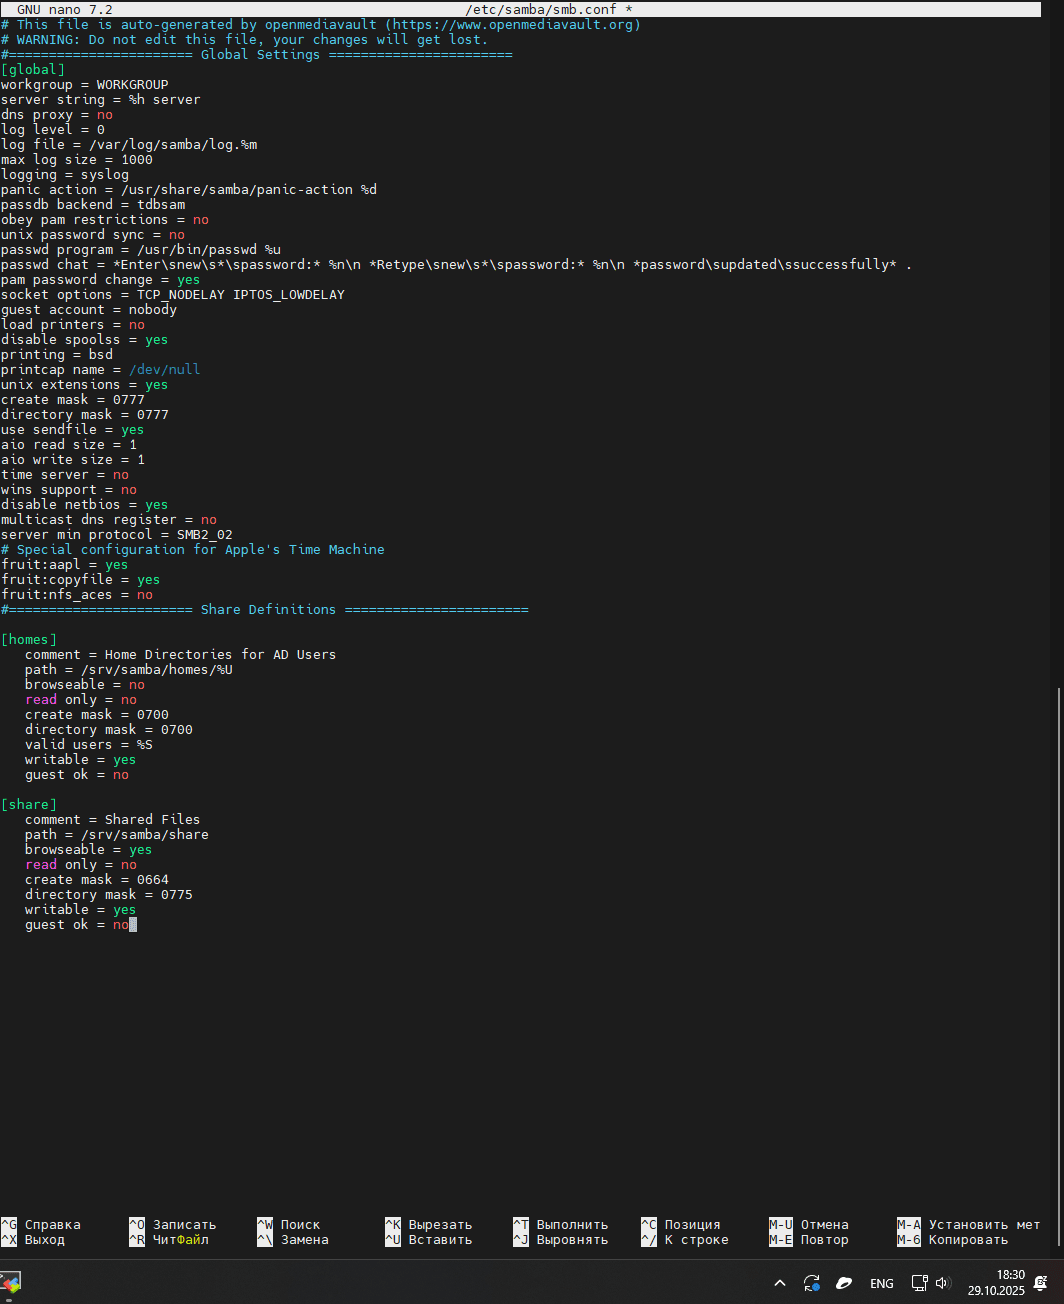 GNU nano 7.2 /etc/samba/smb.conf *
# This file is auto-generated by openmediavault (https://www.openmediavault.org)
# WARNING: Do not edit this file, your changes will get lost.
#======================= Global Settings =======================
[global]
workgroup = WORKGROUP
server string = %h server
dns proxy = no
log level = 0
log file = /var/log/samba/log.%m
max log size = 1000
logging = syslog
panic action = /usr/share/samba/panic-action %d
passdb backend = tdbsam
obey pam restrictions = no
unix password sync = no
passwd program = /usr/bin/passwd %u
passwd chat = *Enter\snew\s*\spassword:* %n\n *Retype\snew\s*\spassword:* %n\n *password\supdated\ssuccessfully* .
pam password change = yes
socket options = TCP_NODELAY IPTOS_LOWDELAY
guest account = nobody
load printers = no
disable spoolss = yes
printing = bsd
printcap name = /dev/null
unix extensions = yes
create mask = 0777
directory mask = 0777
use sendfile = yes
aio read size = 1
aio write size = 1
time server = no
wins support = no
disable netbios = yes
multicast dns register = no
server min protocol = SMB2_02
# Special configuration for Apple's Time Machine
fruit:aapl = yes
fruit:copyfile = yes
fruit:nfs_aces = no
#======================= Share Definitions =======================
[homes]
comment = Home Directories for AD Users
path = /srv/samba/homes/%U
browseable = no
read only = no
create mask = 0700
directory mask = 0700
valid users = %S
writable = yes
guest ok = no
[share]
comment = Shared Files
path = /srv/samba/share
browseable = yes
read only = no
create mask = 0664
directory mask = 0775
writable = yes
guest ok = no
^G Справка ^O Записать ^W Поиск ^K Вырезать ^T Выполнить ^C Позиция M-U Отмена M-A Установить мет
^X Выход ^R ЧитФайл ^\ Замена ^U Вставить ^J Выровнять ^/ К строке M-E Повтор M-6 Копировать
ENG 18:30
29.10.2025